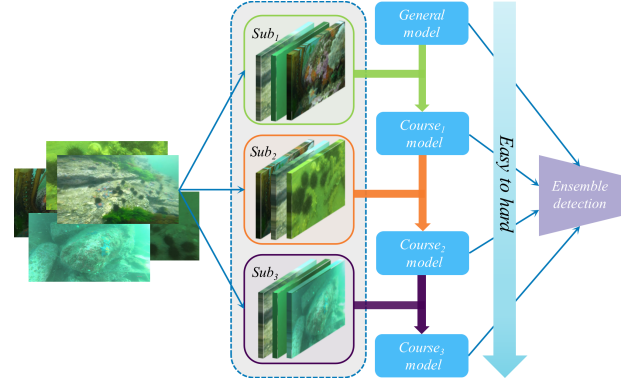 Sub1
General
model
Course1
model
Sub2
Easy to hard
Ensemble
detection
Course2
model
Sub3
Course3
model